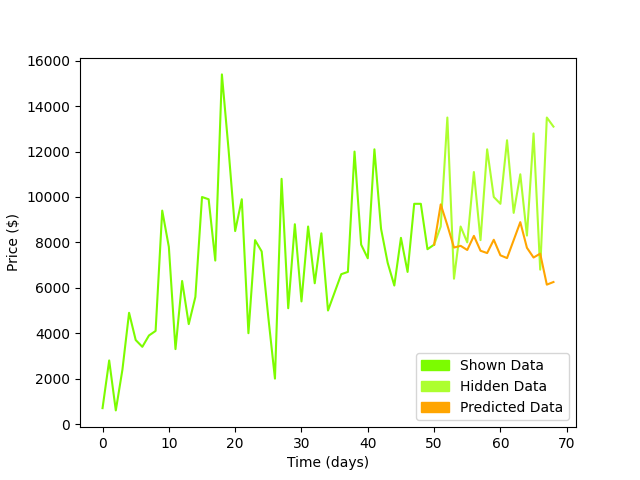 16000
14000
12000
10000
8000
6000
4000
2000
0
Price ($)
0 10 20 30 40 50 60 70
Time (days)
Shown Data
Hidden Data
Predicted Data